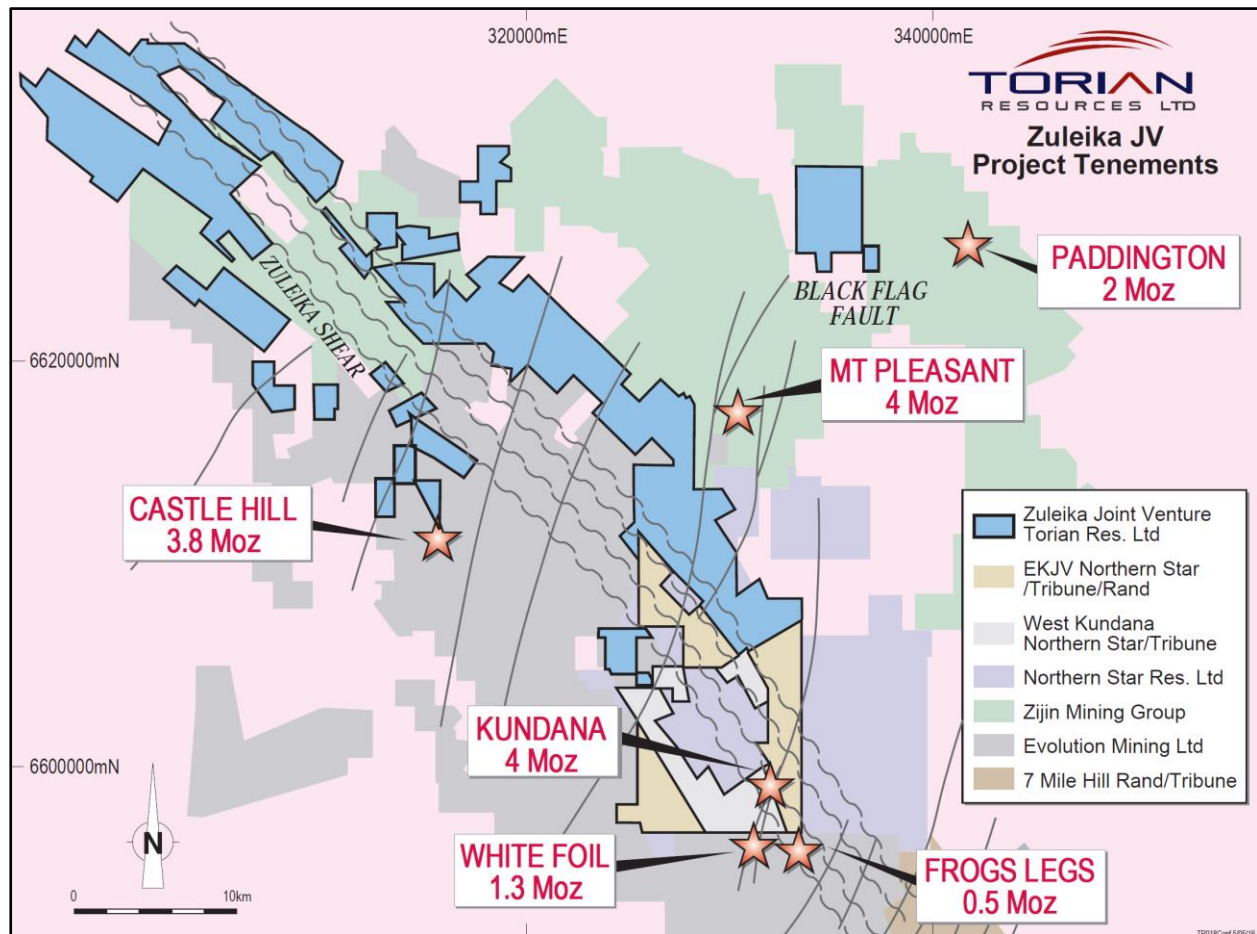 320000mE
340000mE
TORIAN
RESOURCES LTD
Zuleika JV
Project Tenements
PADDINGTON
2 Moz
BLACK FLAG
FAULT
ZULEIKA SHEAR
6620000mN
MT PLEASANT
4 Moz
CASTLE HILL
3.8 Moz
Zuleika Joint Venture
Torian Res. Ltd
EKJV Northern Star
/Tribune/Rand
West Kundana
Northern Star/Tribune
Northern Star Res. Ltd
Zijin Mining Group
Evolution Mining Ltd
7 Mile Hill Rand/Tribune
KUNDANA
4 Moz
6600000mN
N
0 10km
WHITE FOIL
1.3 Moz
FROGS LEGS
0.5 Moz